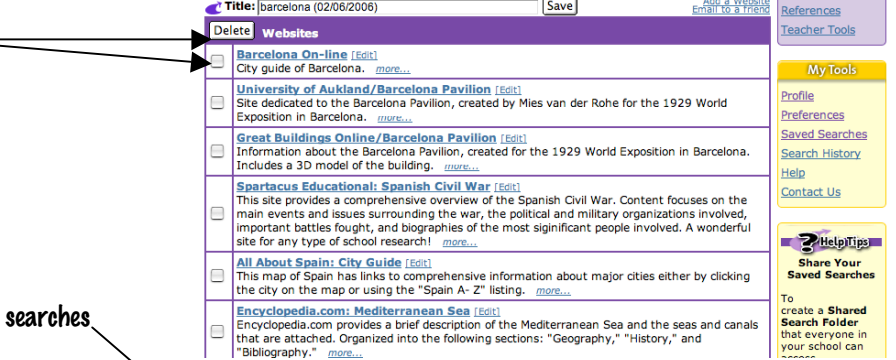 Title: barcelona (02/06/2006) Save
Add a Website
Email to a friend
Delete Websites
Barcelona On-line [Edit]
City guide of Barcelona. more...
University of Aukland/Barcelona Pavilion [Edit]
Site dedicated to the Barcelona Pavilion, created by Mies van der Rohe for the 1929 World
Exposition in Barcelona. more...
Great Buildings Online/Barcelona Pavilion [Edit]
Information about the Barcelona Pavilion, created for the 1929 World Exposition in Barcelona.
Includes a 3D model of the building. more...
Spartacus Educational: Spanish Civil War [Edit]
This site provides a comprehensive overview of the Spanish Civil War. Content focuses on the
main events and issues surrounding the war, the political and military organizations involved,
important battles fought, and biographies of the most siginificant people involved. A wonderful
site for any type of school research! more...
All About Spain: City Guide [Edit]
This map of Spain has links to comprehensive information about major cities either by clicking
the city on the map or using the "Spain A- Z" listing. more...
Encyclopedia.com: Mediterranean Sea [Edit]
Encyclopedia.com provides a brief description of the Mediterranean Sea and the seas and canals
that are attached. Organized into the following sections: "Geography," "History," and
"Bibliography." more...
searches
References
Teacher Tools
My Tools
Profile
Preferences
Saved Searches
Search History
Help
Contact Us
HelpTips
Share Your
Saved Searches
To
create a Shared
Search Folder
that everyone in
your school can
access